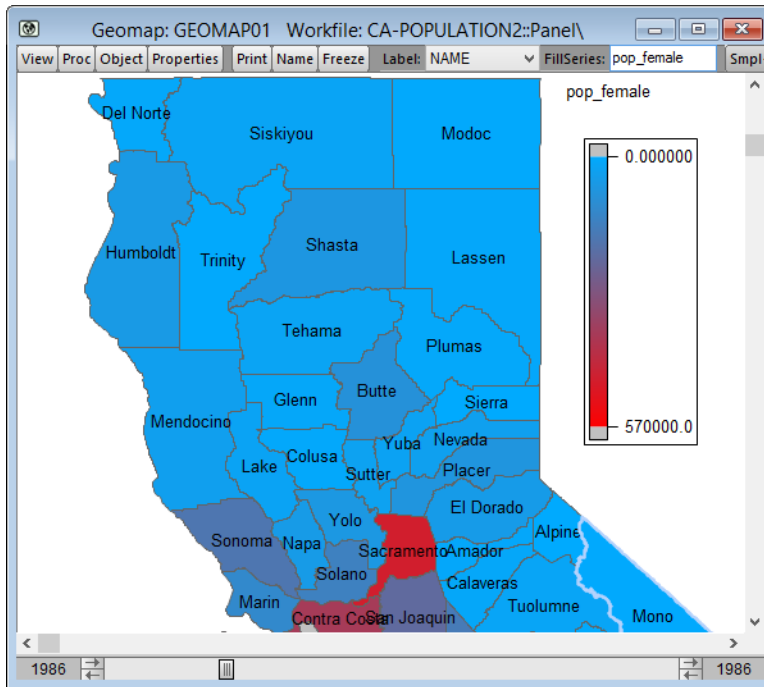 Geomap: GEOMAP01 Workfile: CA-POPULATION2::Panel\
View Proc Object Properties Print Name Freeze Label: NAME FillSeries: pop_female Smpl
pop_female
0.000000
570000.0
Del Norte
Siskiyou
Modoc
Humboldt
Trinity
Shasta
Lassen
Tehama
Plumas
Butte
Glenn
Sierra
Mendocino
Yuba
Nevada
Colusa
Lake
Sutter
Placer
El Dorado
Yolo
Alpine
Sonoma
Napa
Sacramento
Amador
Solano
Calaveras
Marin
Tuolumne
Contra Costa
San Joaquin
Mono
1986
1986